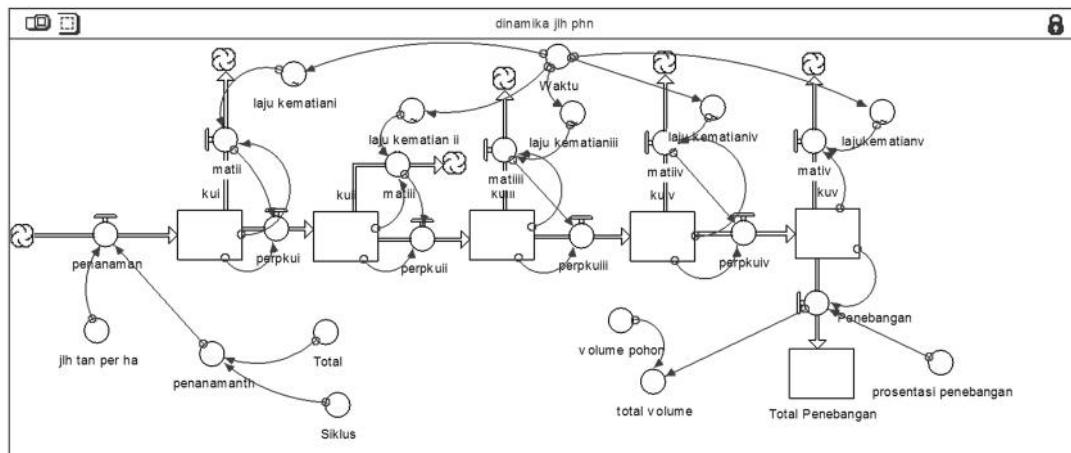 dinamika jlh phn
Waktu
laju kematiani
laju kematian ii
laju kematianiii
laju kematianiv
lajukematianv
matii
matiii
matiiii
matiiv
mativ
kui
kuii
kuiii
kuiv
kuv
penanaman
perpkui
perpkuii
perpkuiii
perpkuiv
Penebangan
jlh tan per ha
penanamanth
Total
Siklus
volume pohon
total volume
Total Penebangan
prosentasi penebangan